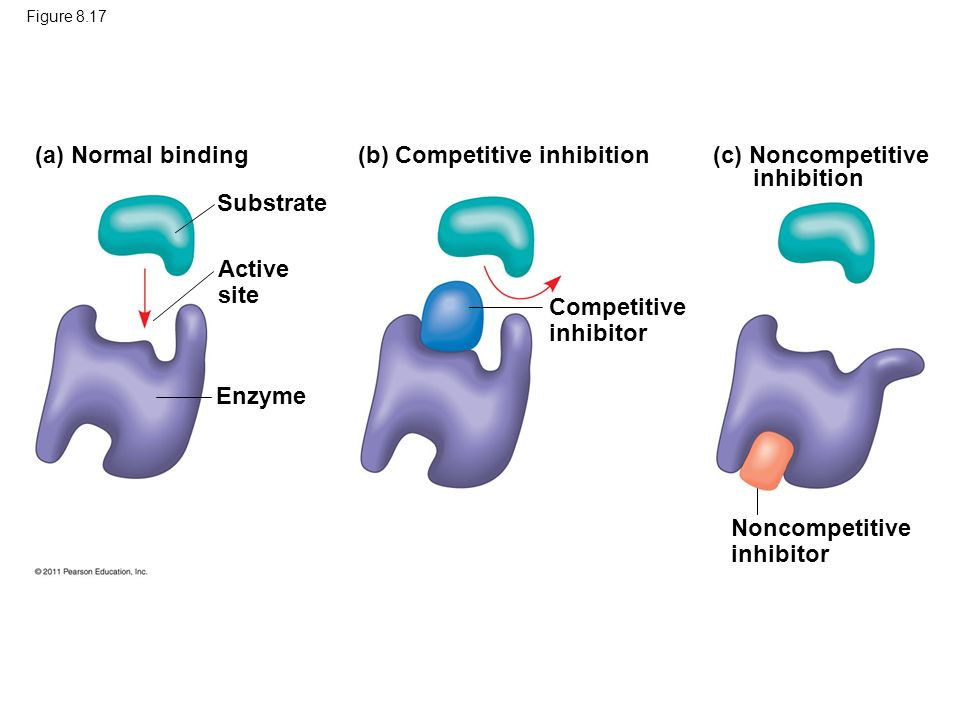 Figure 8.17
(a) Normal binding
(b) Competitive inhibition
(c) Noncompetitive
inhibition
Substrate
Active
site
Enzyme
Competitive
inhibitor
Noncompetitive
inhibitor
© 2011 Pearson Education, Inc.